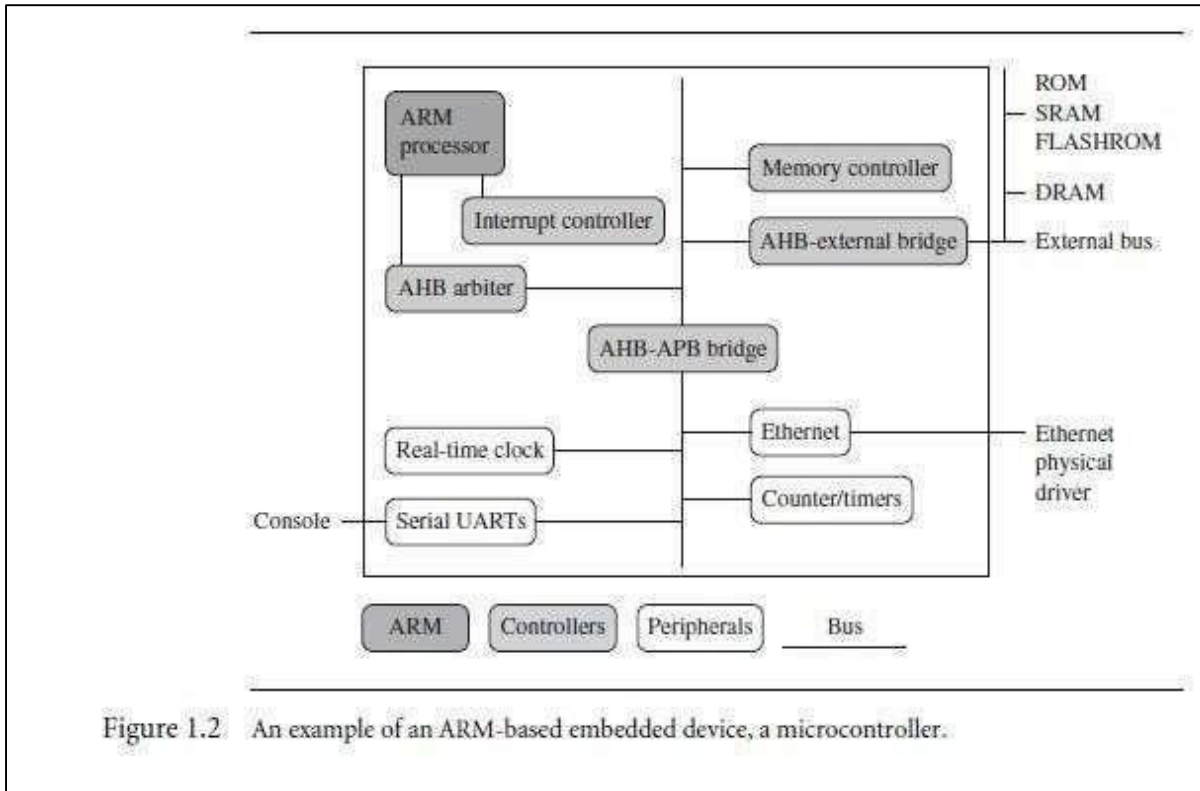 ARM
processor
Interrupt controller
AHB arbiter
Memory controller
AHB-external bridge
AHB-APB bridge
ROM
SRAM
FLASHROM
DRAM
External bus
Real-time clock
Ethernet
Ethernet
physical
driver
Console
Serial UARTs
Counter/timers
ARM
Controllers
Peripherals
Bus
Figure 1.2 An example of an ARM-based embedded device, a microcontroller.